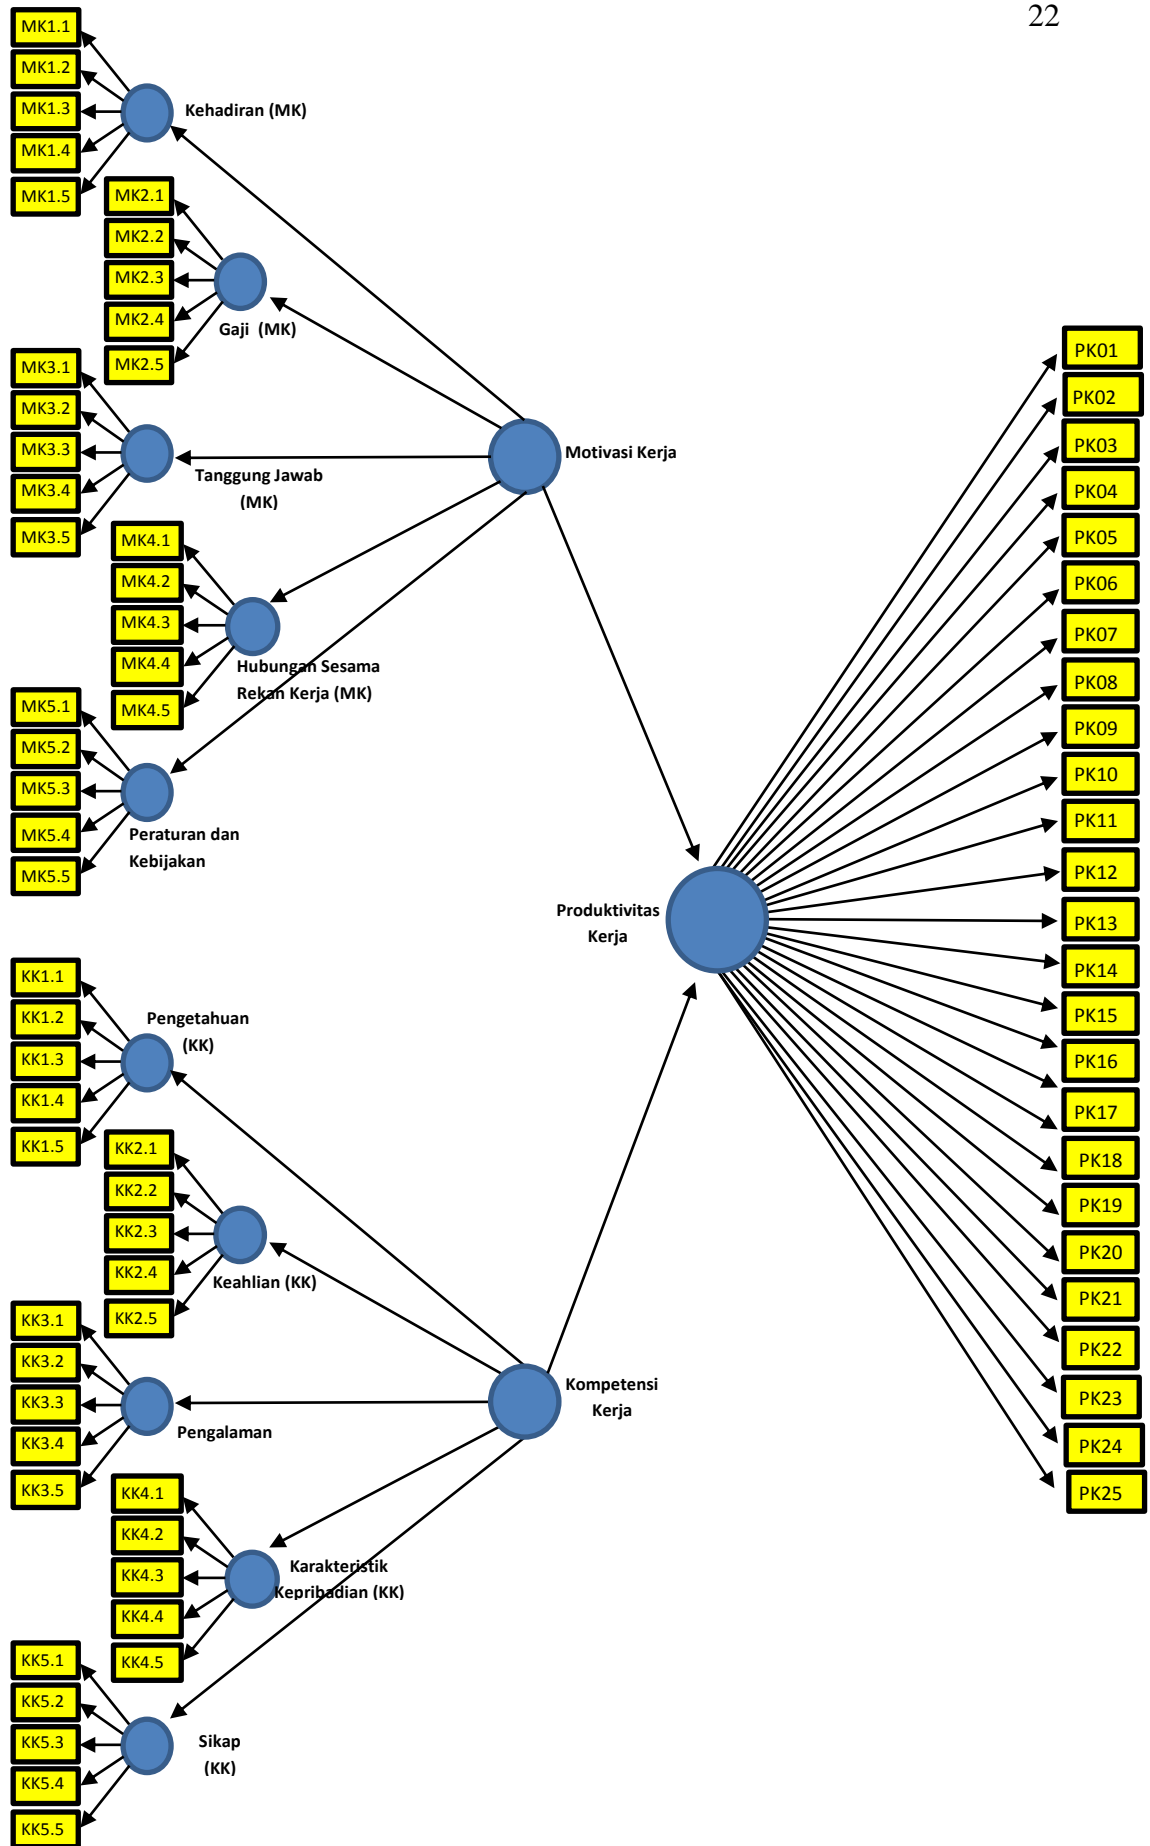 22
MK1.1
MK1.2
MK1.3
MK1.4
MK1.5
Kehadiran (MK)
MK2.1
MK2.2
MK2.3
MK2.4
MK2.5
Gaji (MK)
MK3.1
MK3.2
MK3.3
MK3.4
MK3.5
Tanggung Jawab
(MK)
MK4.1
MK4.2
MK4.3
MK4.4
MK4.5
Hubungan Sesama
Rekan Kerja (MK)
MK5.1
MK5.2
MK5.3
MK5.4
MK5.5
Peraturan dan
Kebijakan
Motivasi Kerja
KK1.1
KK1.2
KK1.3
KK1.4
KK1.5
Pengetahuan
(KK)
KK2.1
KK2.2
KK2.3
KK2.4
KK2.5
Keahlian (KK)
KK3.1
KK3.2
KK3.3
KK3.4
KK3.5
Pengalaman
KK4.1
KK4.2
KK4.3
KK4.4
KK4.5
Karakteristik
Kepribadian (KK)
KK5.1
KK5.2
KK5.3
KK5.4
KK5.5
Sikap
(KK)
Kompetensi
Kerja
Produktivitas
Kerja
PK01
PK02
PK03
PK04
PK05
PK06
PK07
PK08
PK09
PK10
PK11
PK12
PK13
PK14
PK15
PK16
PK17
PK18
PK19
PK20
PK21
PK22
PK23
PK24
PK25